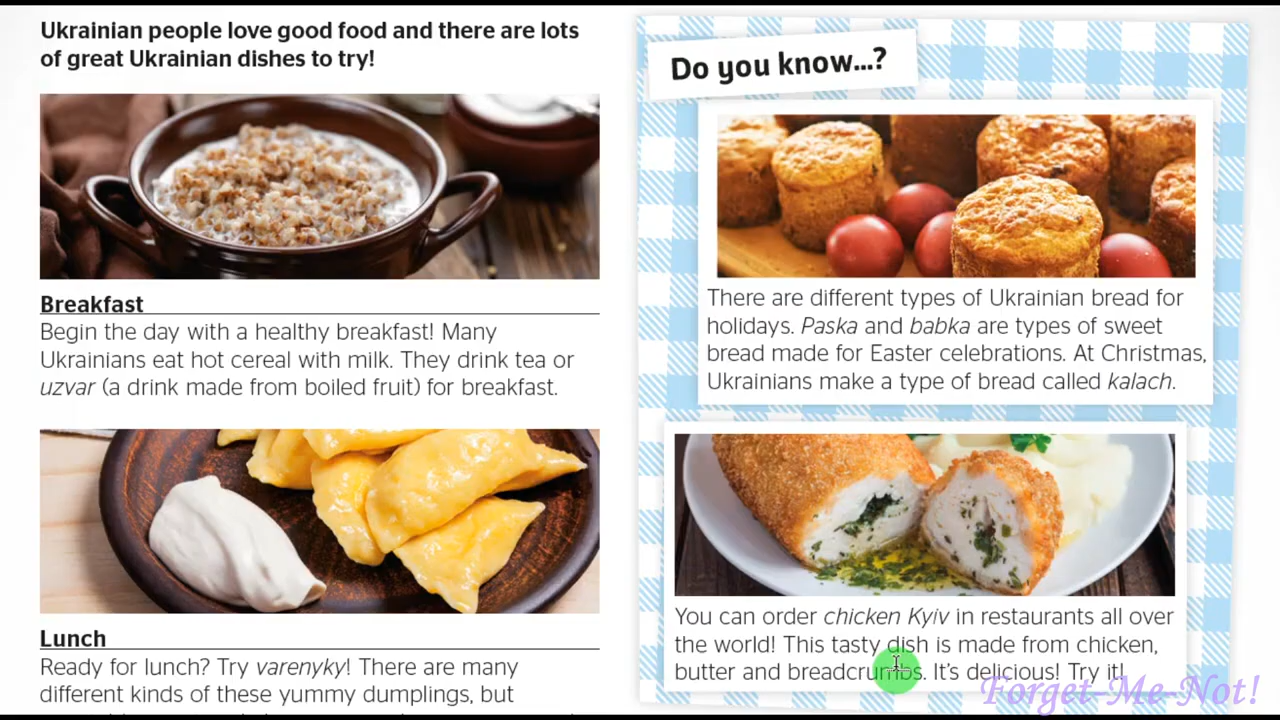 Ukrainian people love good food and there are lots
of great Ukrainian dishes to try!
Breakfast
Begin the day with a healthy breakfast! Many
Ukrainians eat hot cereal with milk. They drink tea or
uzvar (a drink made from boiled fruit) for breakfast.
Lunch
Ready for lunch? Try varenyky! There are many
different kinds of these yummy dumplings, but
Do you know...?
There are different types of Ukrainian bread for
holidays. Paska and babka are types of sweet
bread made for Easter celebrations. At Christmas,
Ukrainians make a type of bread called kalach.
You can order chicken Kyiv in restaurants all over
the world! This tasty dish is made from chicken,
butter and breadcrumbs. It's delicious! Try it!
Forget-Me-Not!